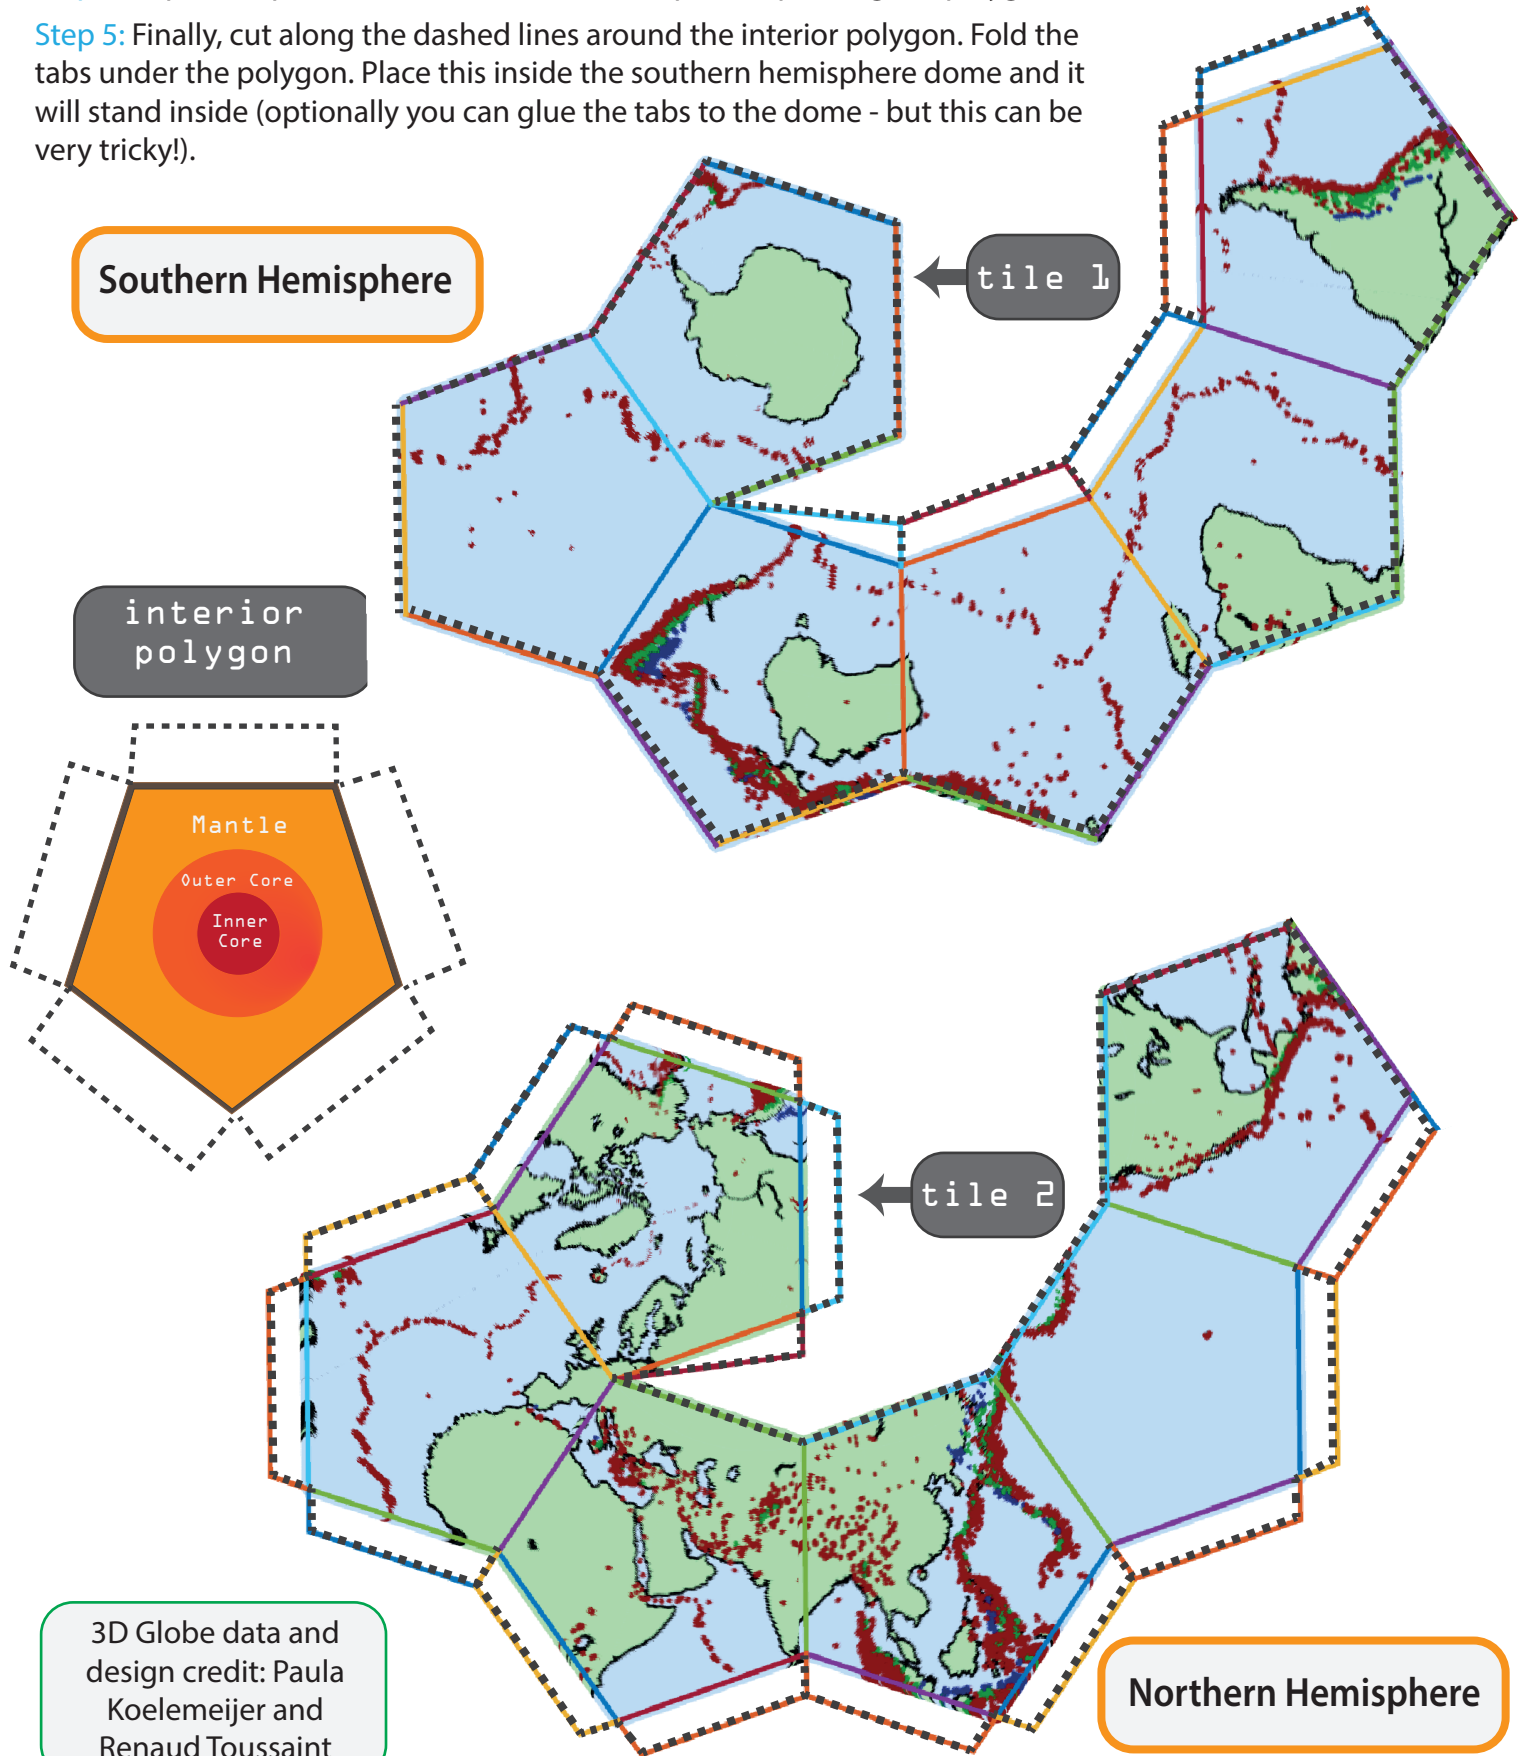 Step 5: Finally, cut along the dashed lines around the interior polygon. Fold the
tabs under the polygon. Place this inside the southern hemisphere dome and it
will stand inside (optionally you can glue the tabs to the dome - but this can be
very tricky!).
Southern Hemisphere
tile 1
interior
polygon
Mantle
Outer Core
Inner
Core
tile 2
3D Globe data and
design credit: Paula
Koelemeijer and
Renaud Toussaint
Northern Hemisphere